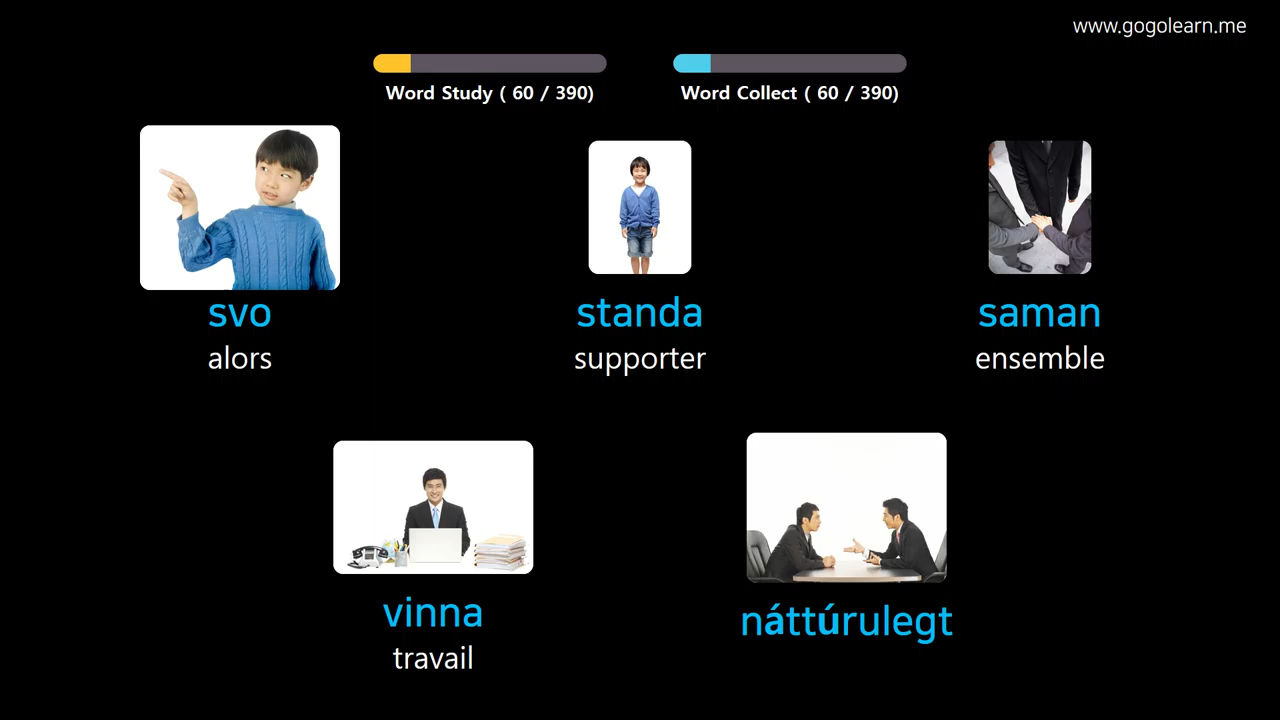 www.gogolearn.me
Word Study ( 60 / 390)
Word Collect ( 60 / 390)
svo
alors
standa
supporter
saman
ensemble
vinna
travail
náttúrulegt